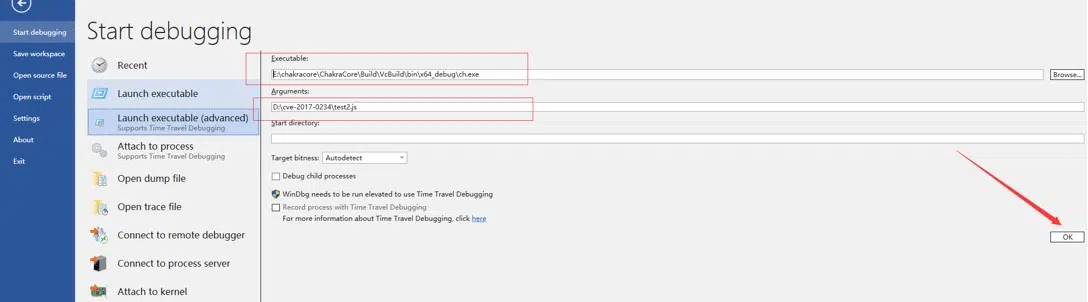 Start debugging
Save workspace
Open source file
Open script
Settings
About
Exit
Start debugging
Recent
Launch executable
Launch executable (advanced)
Supports Time Travel Debugging
Attach to process
Supports Time Travel Debugging
Open dump file
Open trace file
Connect to remote debugger
Connect to process server
Attach to kernel
Executable:
E:\chakracore\ChakraCore\Build\VcBuild\bin\x64_debug\ch.exe
Browse...
Arguments:
D:\cve-2017-0234\test2.js
Start directory:
Target bitness: Autodetect
Debug child processes
WinDbg needs to be run elevated to use Time Travel Debugging
Record process with Time Travel Debugging
For more information about Time Travel Debugging, click here
OK